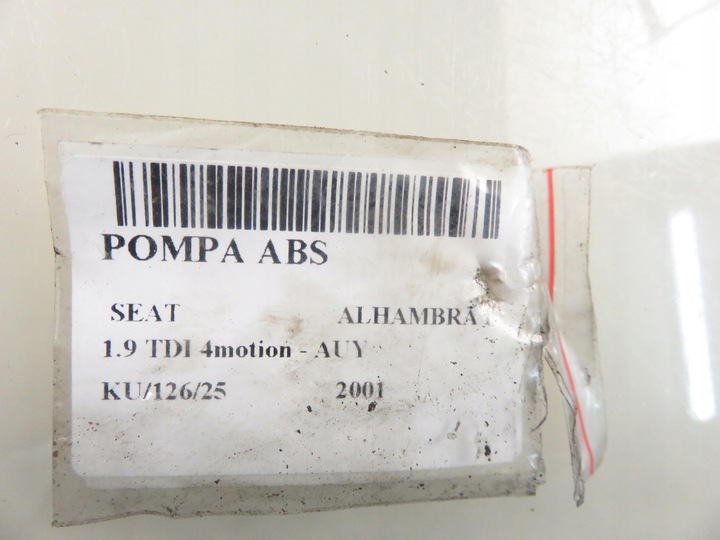 POMPA ABS
SEAT ALHAMBRA
1.9 TDI 4motion - AUY
KU/126/25 2001